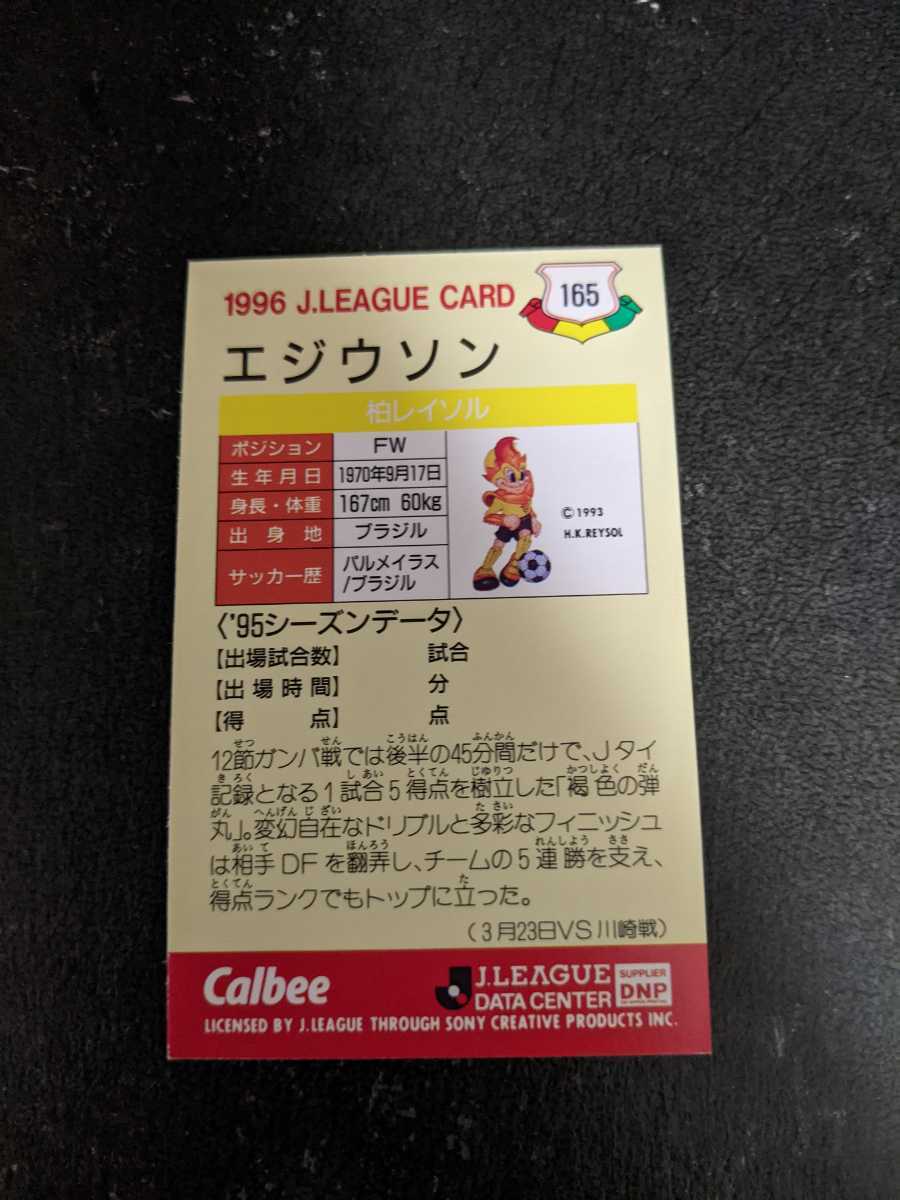 1996 J.LEAGUE CARD
165
エジウソン
柏レイソル
ポジション FW
生年月日 1970年9月17日
身長・体重 167cm 60kg
出身地 ブラジル
サッカー歴 パルメイラス
/ブラジル
©1993
H.K.REYSOL
〈'95シーズンデータ〉
【出場試合数】 試合
【出場時間】 分
【得点】 点
12節ガンバ戦では後半の45分間だけで、Jタイ
記録となる1試合5得点を樹立した「褐色の弾
丸」。変幻自在なドリブルと多彩なフィニッシュ
は相手DFを翻弄し、チームの5連勝を支え、
得点ランクでもトップに立った。
(3月23日VS川崎戦)
Calbee
J.LEAGUE
DATA CENTER
SUPPLIER
DNP
LICENSED BY J.LEAGUE THROUGH SONY CREATIVE PRODUCTS INC.